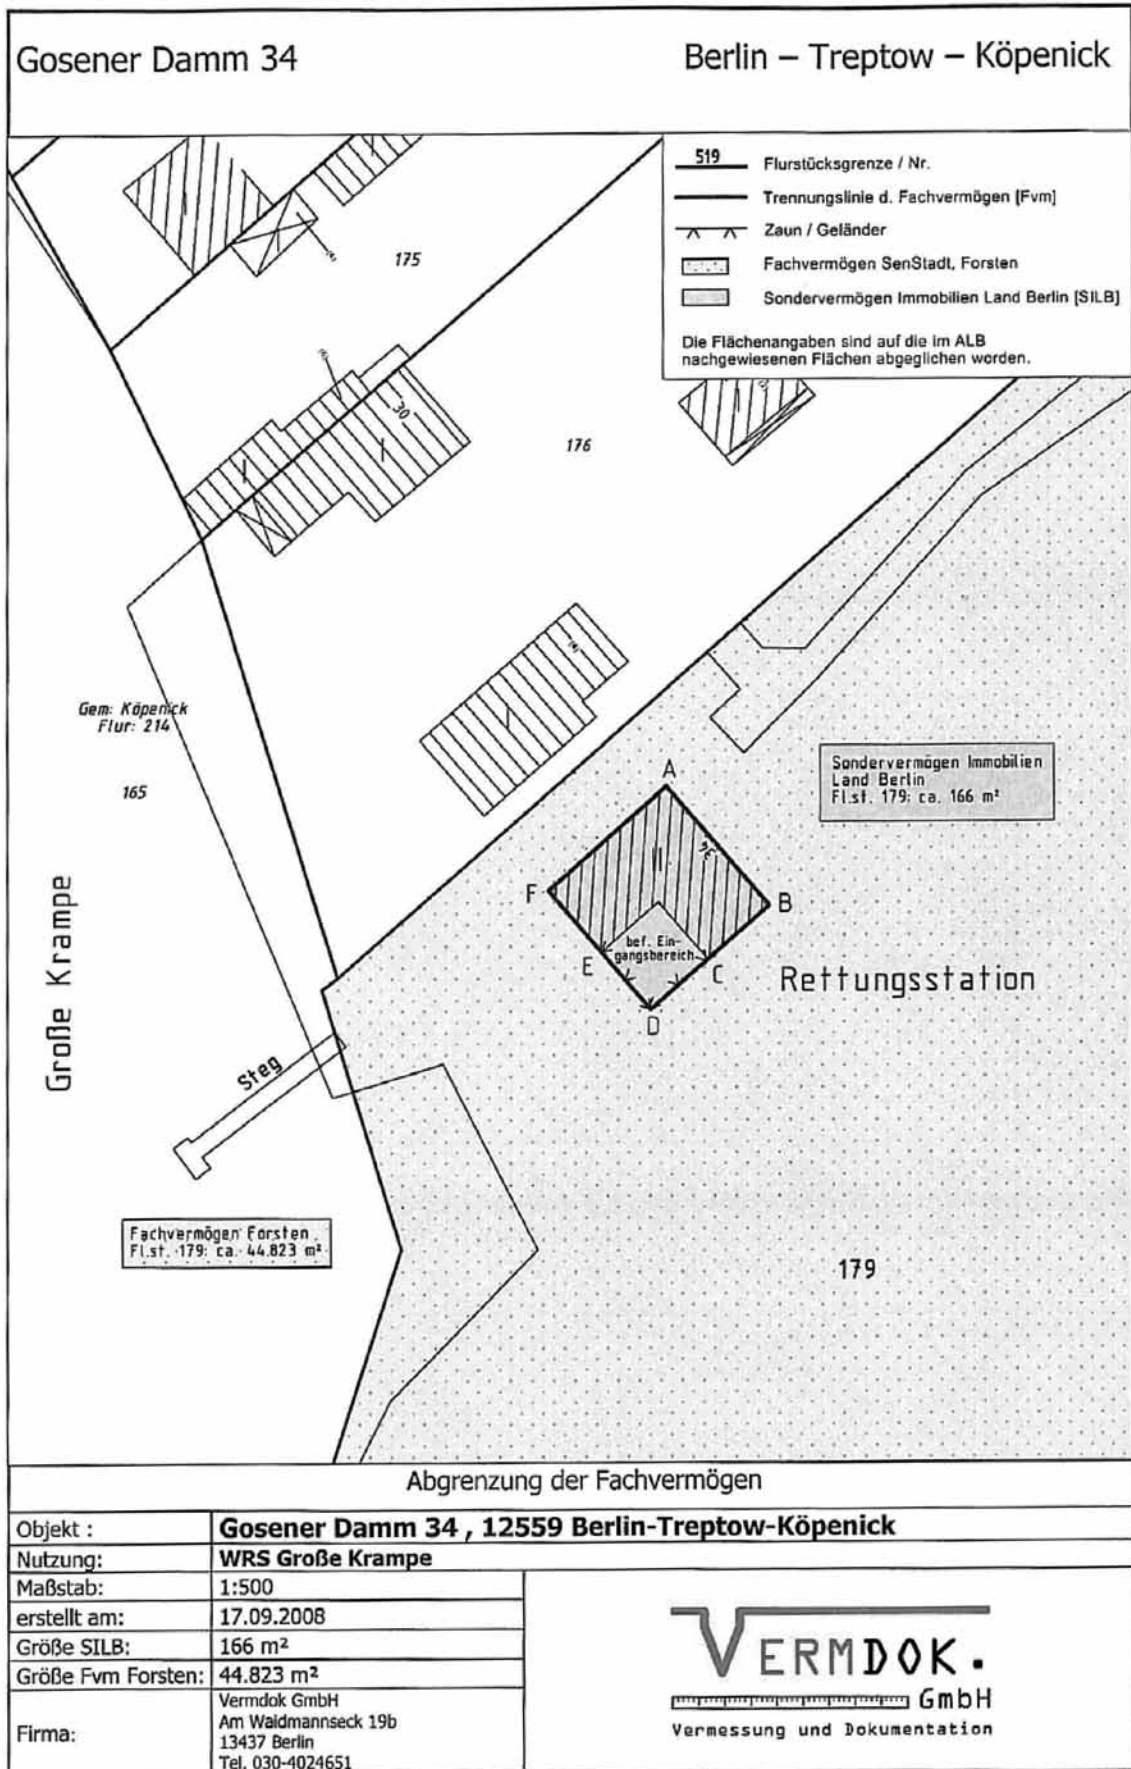 Gosener Damm 34
Berlin – Treptow – Köpenick
519
Flurstücksgrenze / Nr.
Trennungslinie d. Fachvermögen [Fvm]
Zaun / Geländer
Fachvermögen SenStadt, Forsten
Sondervermögen Immobilien Land Berlin [SILB]
Die Flächenangaben sind auf die im ALB
nachgewiesenen Flächen abgeglichen worden.
175
30
176
Gem: Köpenick
Flur: 214
165
Sondervermögen Immobilien
Land Berlin
Fl.st. 179: ca. 166 m²
A
34
II
F
B
bef. Ein-
gangsbereich
E
C
D
Rettungsstation
Große Krampe
Steg
Fachvermögen Forsten
Fl.st. 179: ca. 44.823 m²
179
Abgrenzung der Fachvermögen
Objekt :
Gosener Damm 34 , 12559 Berlin-Treptow-Köpenick
Nutzung:
WRS Große Krampe
Maßstab:
1:500
erstellt am:
17.09.2008
Größe SILB:
166 m²
Größe Fvm Forsten:
44.823 m²
Firma:
Vermdok GmbH
Am Waidmannseck 19b
13437 Berlin
Tel. 030-4024651
VERMDOK.
GmbH
Vermessung und Dokumentation